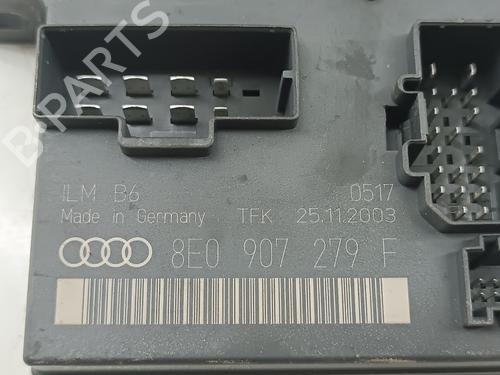 B-PARTS
ILM B6 0517
Made in Germany TFK 25.11.2003
8E0 907 279 F